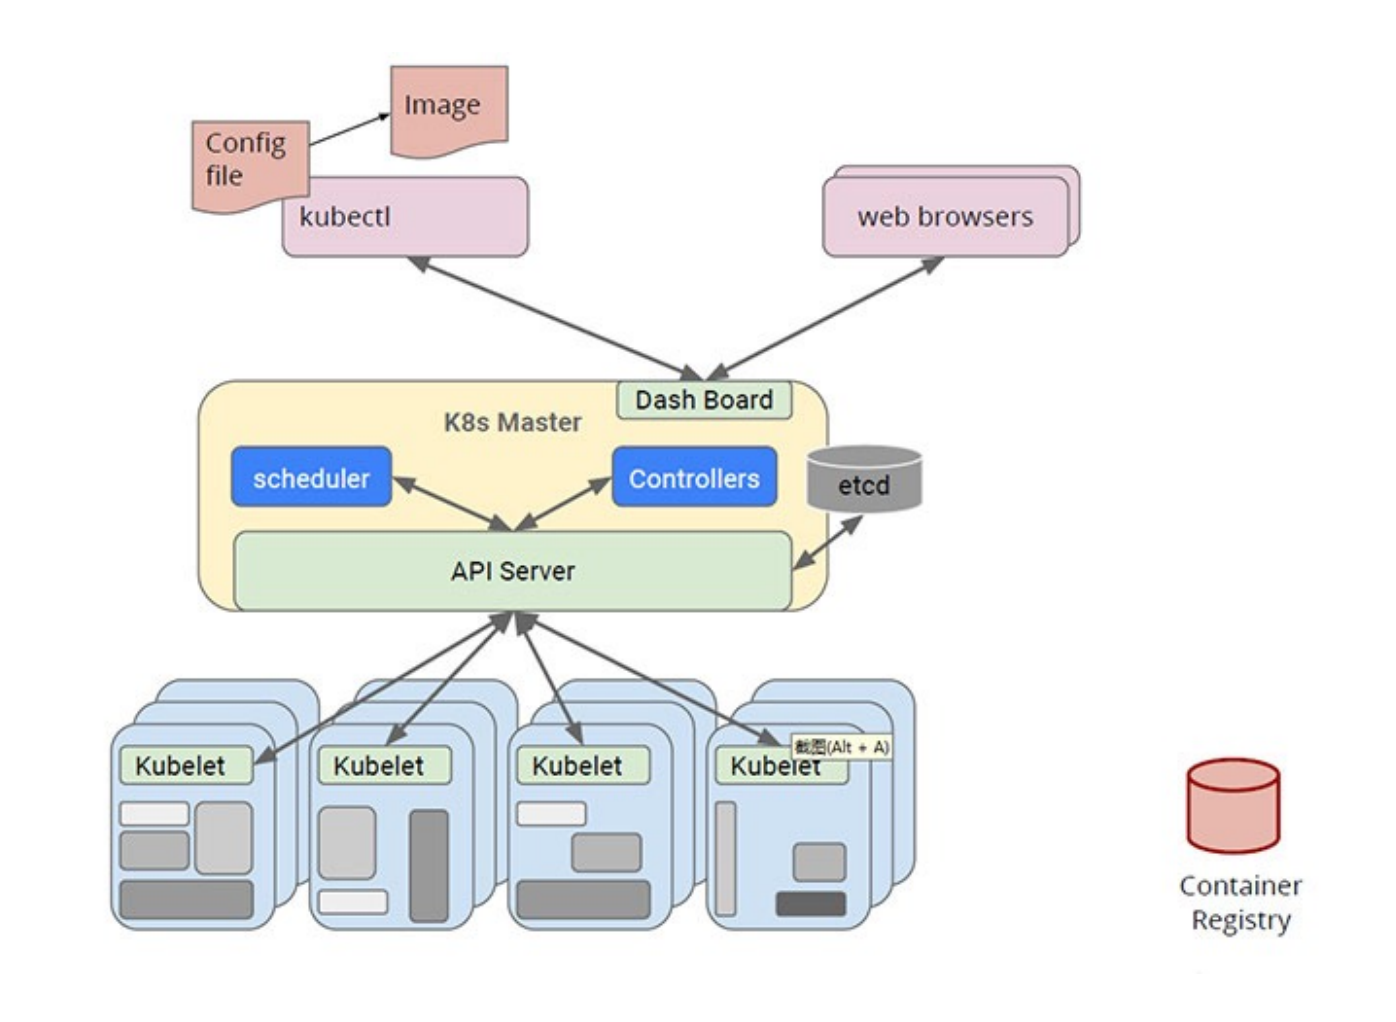 Image
Config
file
kubectl
web browsers
Dash Board
K8s Master
scheduler
Controllers
etcd
API Server
截图(Alt + A)
Kubelet
Kubelet
Kubelet
Kubelet
Container
Registry